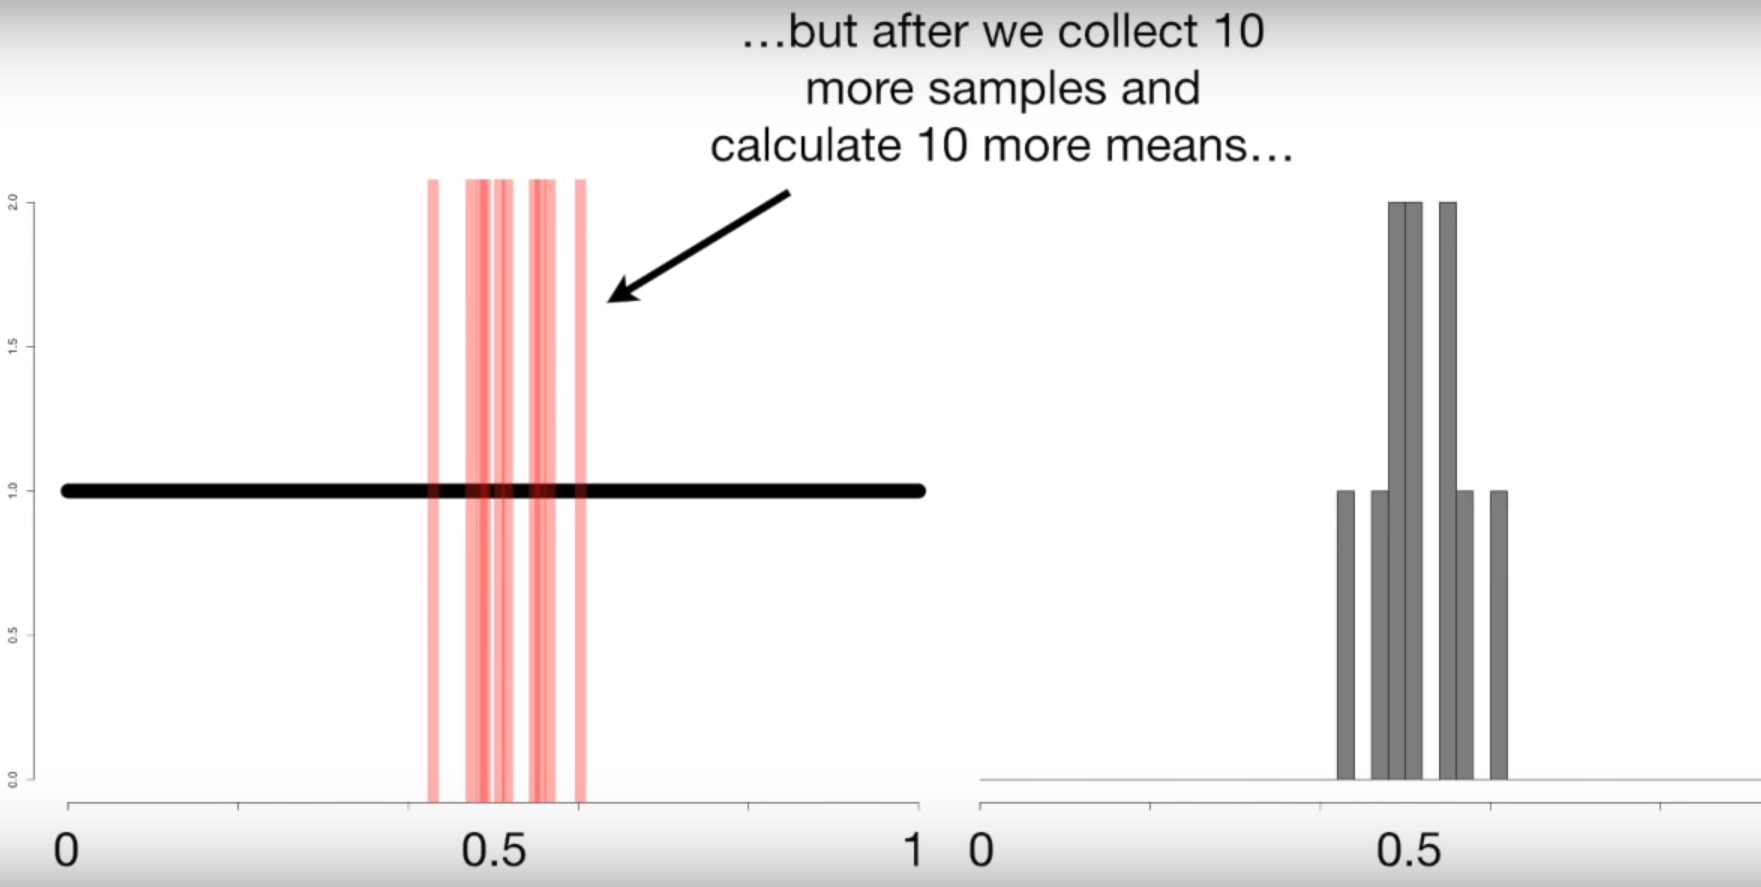 …but after we collect 10
more samples and
calculate 10 more means…
2.0
1.5
1.0
0.5
0.0
0 0.5 1
0 0.5